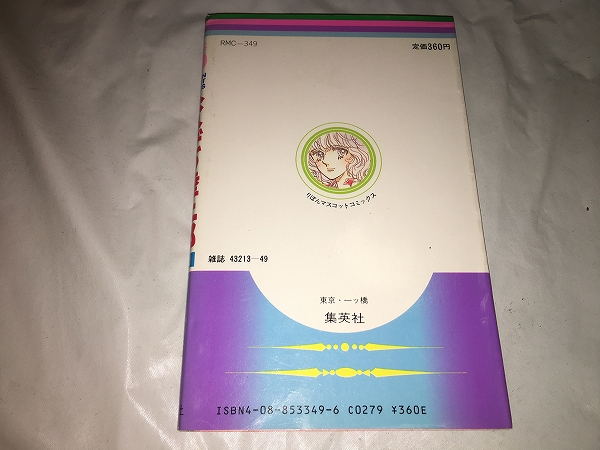 RMC-349
定価360円
りぼんマスコットコミックス
雑誌 43213-49
東京・一ッ橋
集英社
ISBN4-08-853349-6 C0279 ¥360E